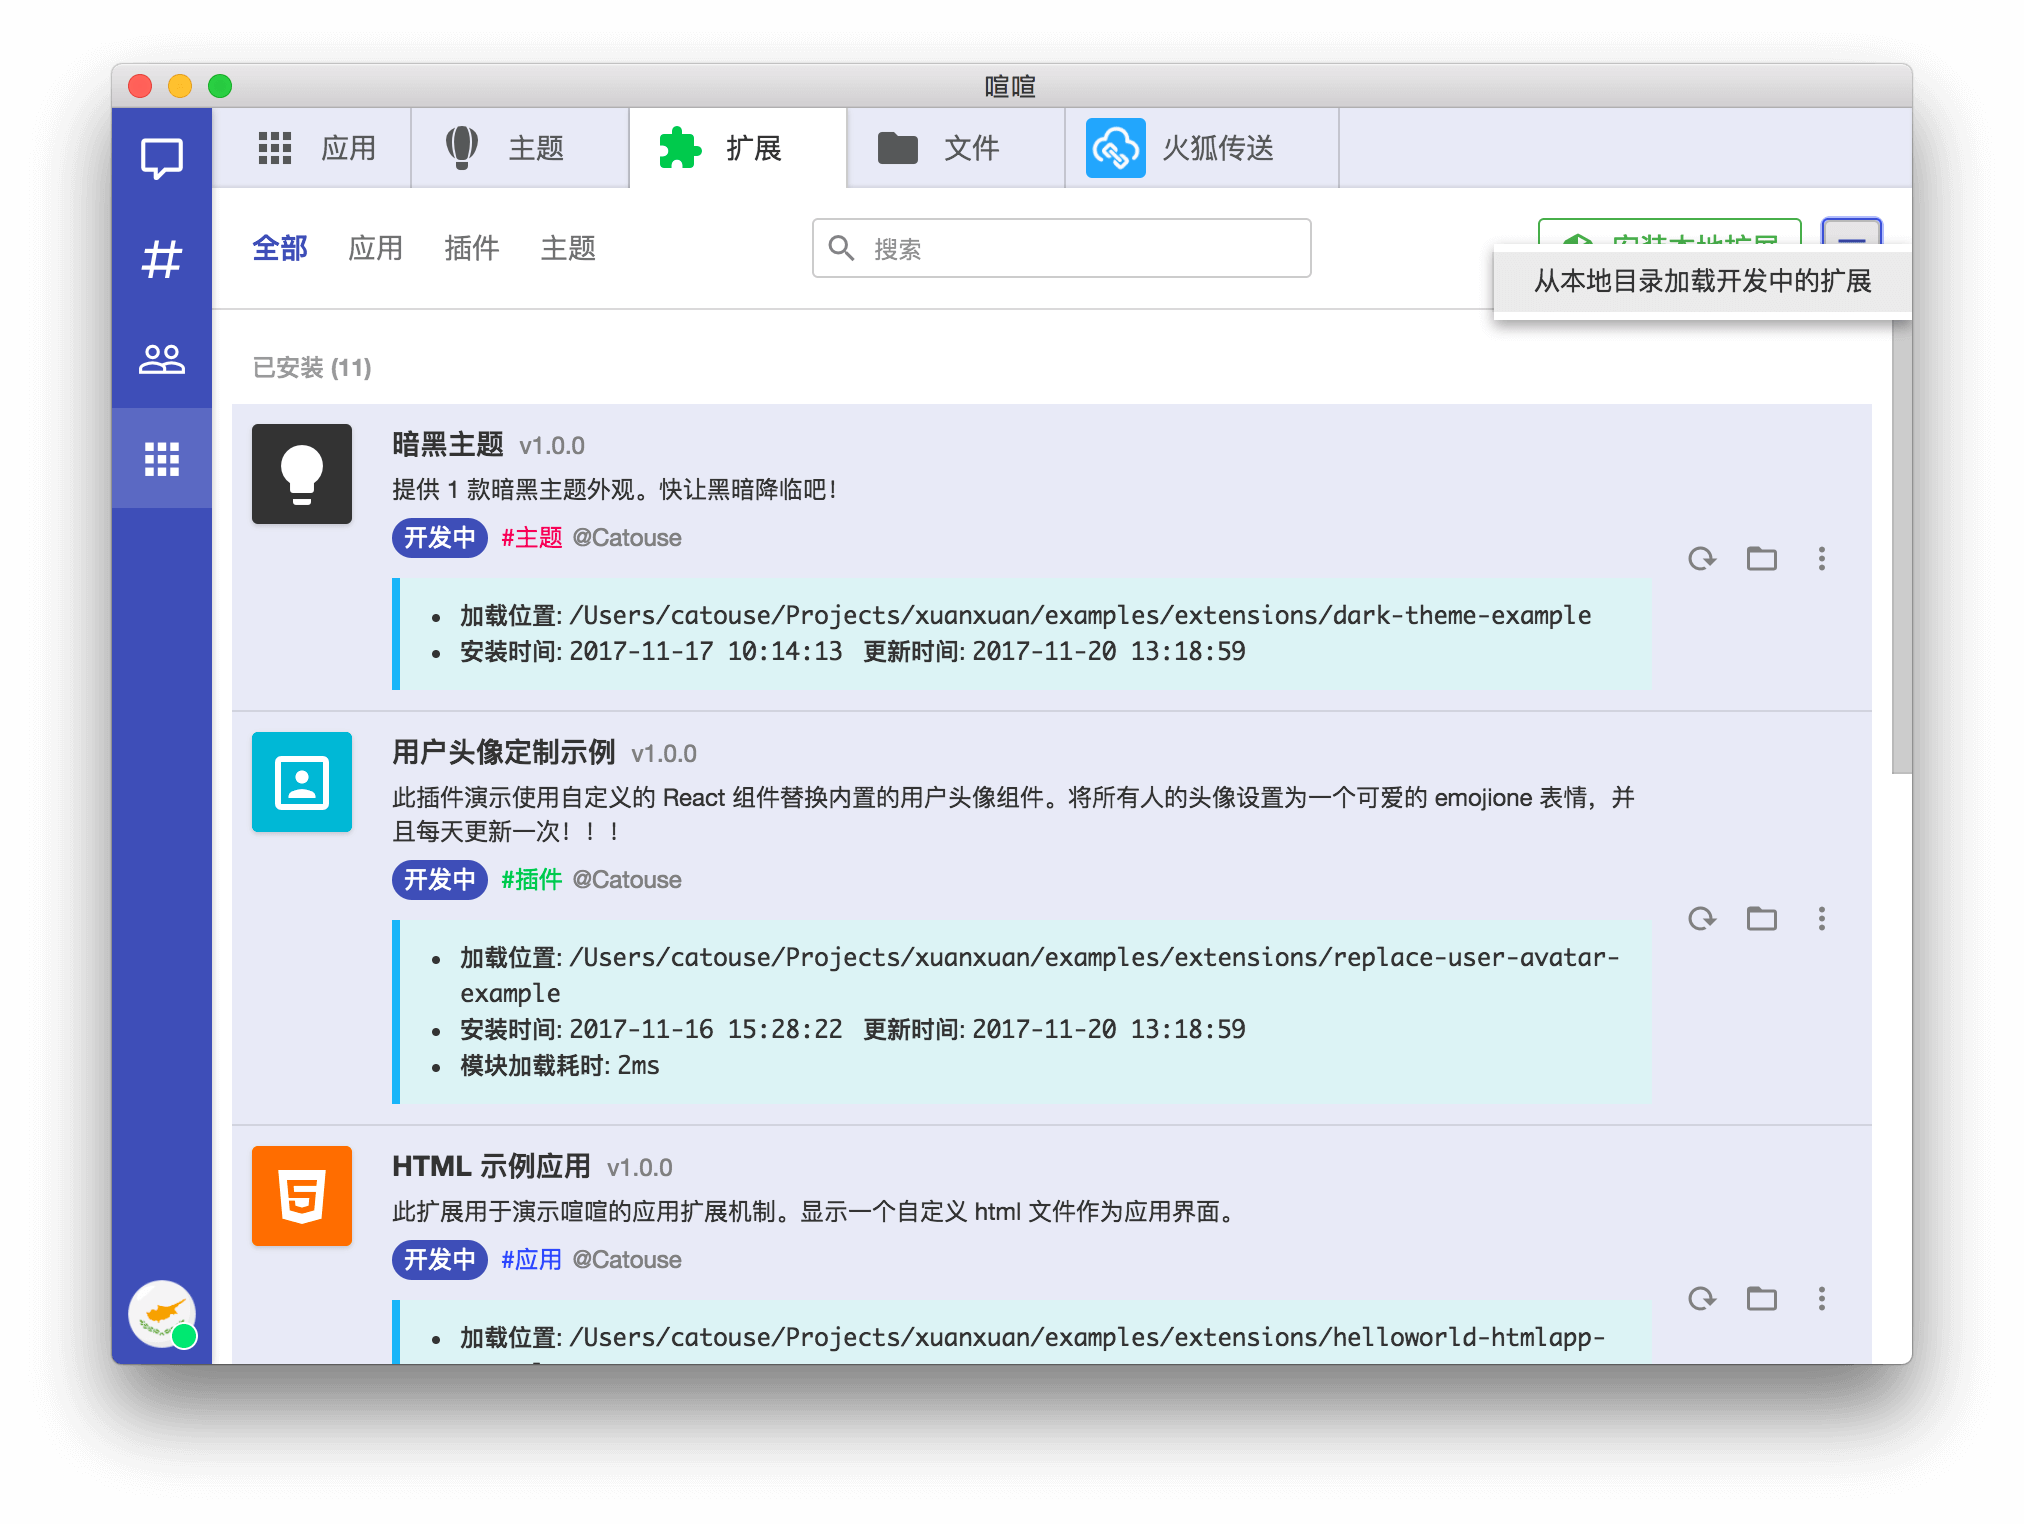 喧喧
应用 主题 扩展 文件 火狐传送
全部 应用 插件 主题 搜索 安装本地扩展
从本地目录加载开发中的扩展
已安装 (11)
暗黑主题 v1.0.0
提供 1 款暗黑主题外观。快让黑暗降临吧！
开发中 #主题 @Catouse
加载位置: /Users/catouse/Projects/xuanxuan/examples/extensions/dark-theme-example
安装时间: 2017-11-17 10:14:13 更新时间: 2017-11-20 13:18:59
用户头像定制示例 v1.0.0
此插件演示使用自定义的 React 组件替换内置的用户头像组件。将所有人的头像设置为一个可爱的 emojione 表情，并
且每天更新一次！！！
开发中 #插件 @Catouse
加载位置: /Users/catouse/Projects/xuanxuan/examples/extensions/replace-user-avatar-
example
安装时间: 2017-11-16 15:28:22 更新时间: 2017-11-20 13:18:59
模块加载耗时: 2ms
HTML 示例应用 v1.0.0
此扩展用于演示喧喧的应用扩展机制。显示一个自定义 html 文件作为应用界面。
开发中 #应用 @Catouse
加载位置: /Users/catouse/Projects/xuanxuan/examples/extensions/helloworld-htmlapp-